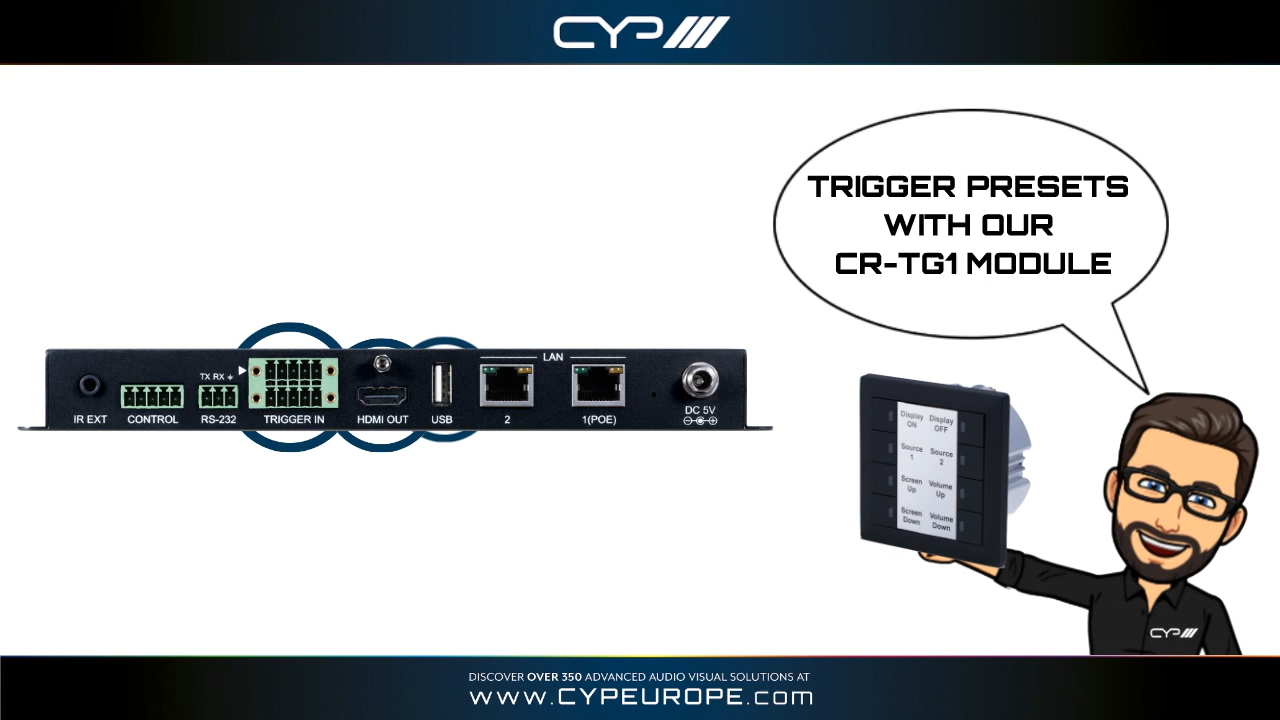 CYP
TRIGGER PRESETS
WITH OUR
CR-TG1 MODULE
LAN
TX RX
IR EXT
CONTROL
RS-232
TRIGGER IN
HDMI OUT
USB
2
1(POE)
DC 5V
Display ON
Display OFF
Source 1
Source 2
Screen Up
Volume Up
Screen Down
Volume Down
CYP
DISCOVER OVER 350 ADVANCED AUDIO VISUAL SOLUTIONS AT
www.CYPEUROPE.com